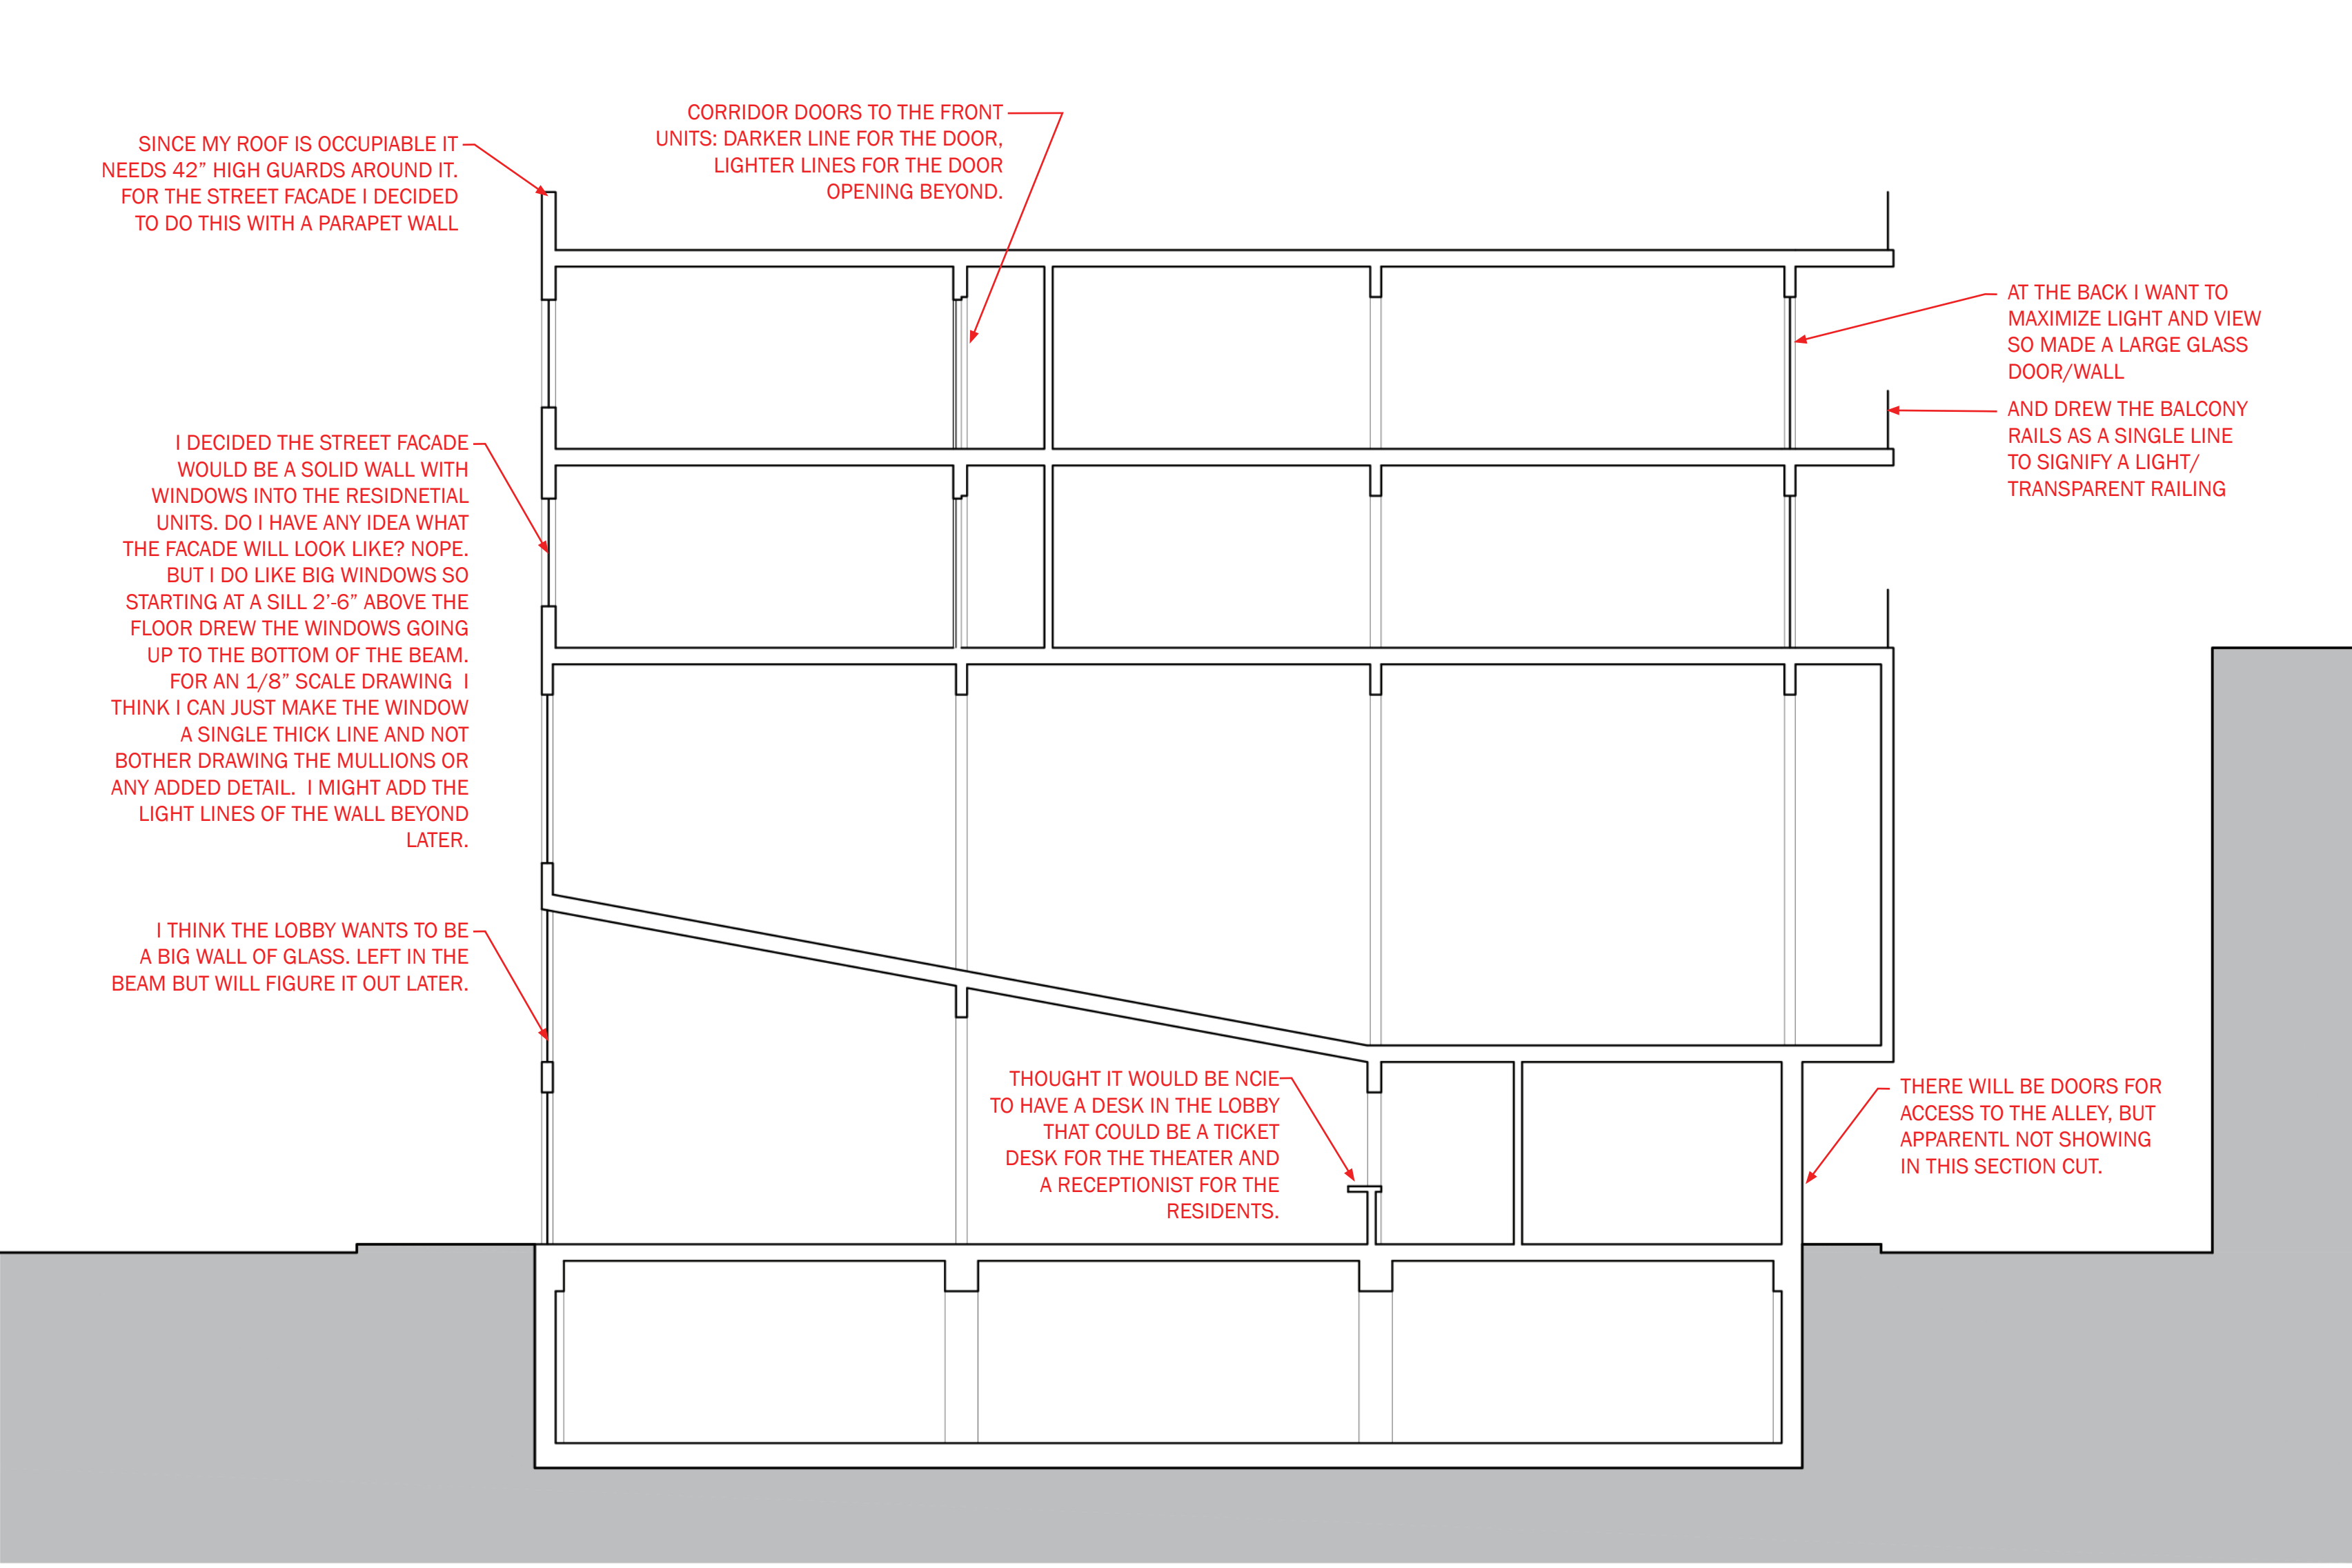 CORRIDOR DOORS TO THE FRONT
UNITS: DARKER LINE FOR THE DOOR,
LIGHTER LINES FOR THE DOOR
OPENING BEYOND.
SINCE MY ROOF IS OCCUPIABLE IT
NEEDS 42” HIGH GUARDS AROUND IT.
FOR THE STREET FACADE I DECIDED
TO DO THIS WITH A PARAPET WALL
AT THE BACK I WANT TO
MAXIMIZE LIGHT AND VIEW
SO MADE A LARGE GLASS
DOOR/WALL
AND DREW THE BALCONY
RAILS AS A SINGLE LINE
TO SIGNIFY A LIGHT/
TRANSPARENT RAILING
I DECIDED THE STREET FACADE
WOULD BE A SOLID WALL WITH
WINDOWS INTO THE RESIDNETIAL
UNITS. DO I HAVE ANY IDEA WHAT
THE FACADE WILL LOOK LIKE? NOPE.
BUT I DO LIKE BIG WINDOWS SO
STARTING AT A SILL 2’-6” ABOVE THE
FLOOR DREW THE WINDOWS GOING
UP TO THE BOTTOM OF THE BEAM.
FOR AN 1/8” SCALE DRAWING I
THINK I CAN JUST MAKE THE WINDOW
A SINGLE THICK LINE AND NOT
BOTHER DRAWING THE MULLIONS OR
ANY ADDED DETAIL. I MIGHT ADD THE
LIGHT LINES OF THE WALL BEYOND
LATER.
I THINK THE LOBBY WANTS TO BE
A BIG WALL OF GLASS. LEFT IN THE
BEAM BUT WILL FIGURE IT OUT LATER.
THOUGHT IT WOULD BE NCIE
TO HAVE A DESK IN THE LOBBY
THAT COULD BE A TICKET
DESK FOR THE THEATER AND
A RECEPTIONIST FOR THE
RESIDENTS.
THERE WILL BE DOORS FOR
ACCESS TO THE ALLEY, BUT
APPARENTL NOT SHOWING
IN THIS SECTION CUT.